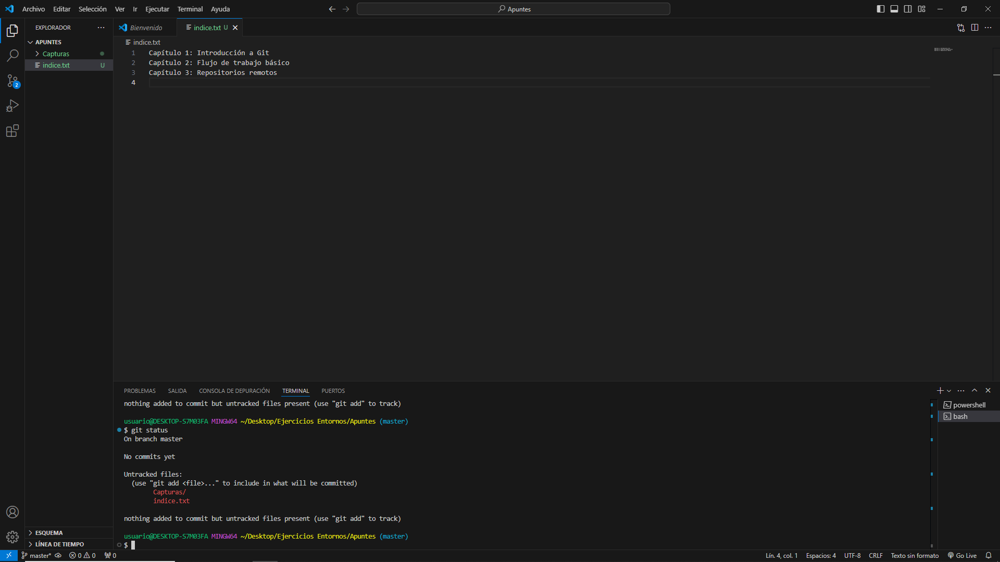 Archivo Editar Selección Ver Ir Ejecutar Terminal Ayuda
Apuntes
EXPLORADOR
APUNTES
Capturas
indice.txt U
Bienvenido
indice.txt U
indice.txt
1 Capítulo 1: Introducción a Git
2 Capítulo 2: Flujo de trabajo básico
3 Capítulo 3: Repositorios remotos
4
2
PROBLEMAS SALIDA CONSOLA DE DEPURACIÓN TERMINAL PUERTOS
nothing added to commit but untracked files present (use "git add" to track)
usuario@DESKTOP-S7M03FA MINGW64 ~/Desktop/Ejercicios Entornos/Apuntes (master)
$ git status
On branch master
No commits yet
Untracked files:
(use "git add <file>..." to include in what will be committed)
Capturas/
indice.txt
nothing added to commit but untracked files present (use "git add" to track)
usuario@DESKTOP-S7M03FA MINGW64 ~/Desktop/Ejercicios Entornos/Apuntes (master)
$
powershell
bash
ESQUEMA
LÍNEA DE TIEMPO
master* 0 0 0
Lín. 4, col. 1 Espacios: 4 UTF-8 CRLF Texto sin formato Go Live